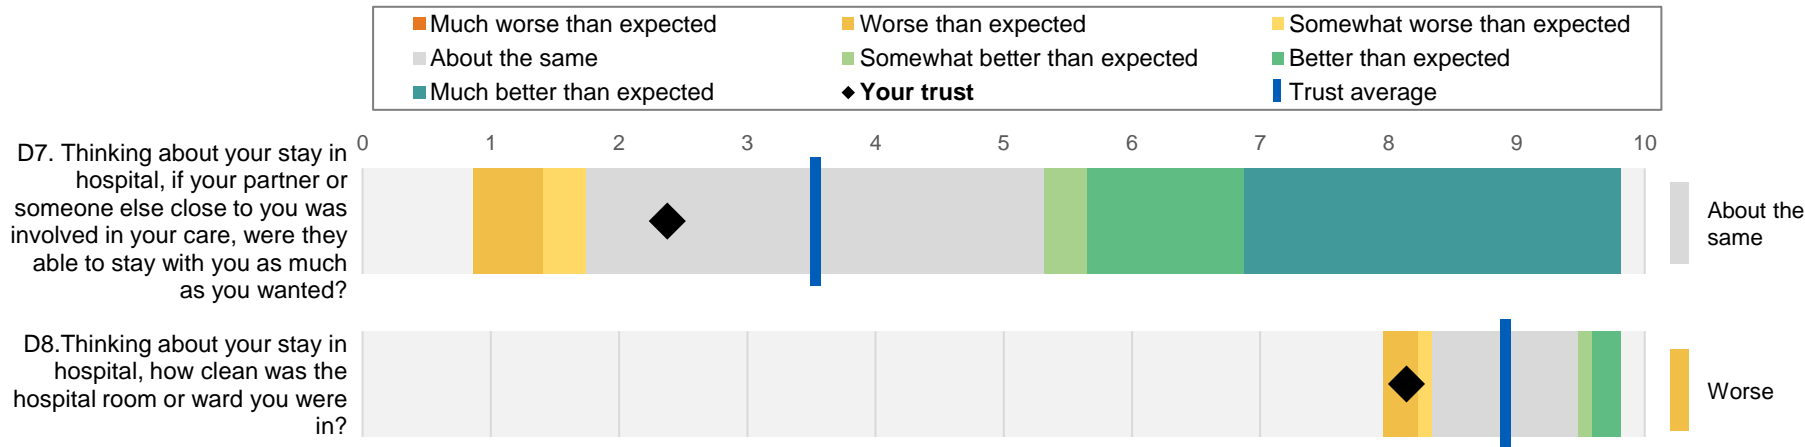 Much worse than expected
Worse than expected
Somewhat worse than expected
About the same
Somewhat better than expected
Better than expected
Much better than expected
Your trust
Trust average
0 1 2 3 4 5 6 7 8 9 10
D7. Thinking about your stay in
hospital, if your partner or
someone else close to you was
involved in your care, were they
able to stay with you as much
as you wanted?
About the
same
D8.Thinking about your stay in
hospital, how clean was the
hospital room or ward you were
in?
Worse